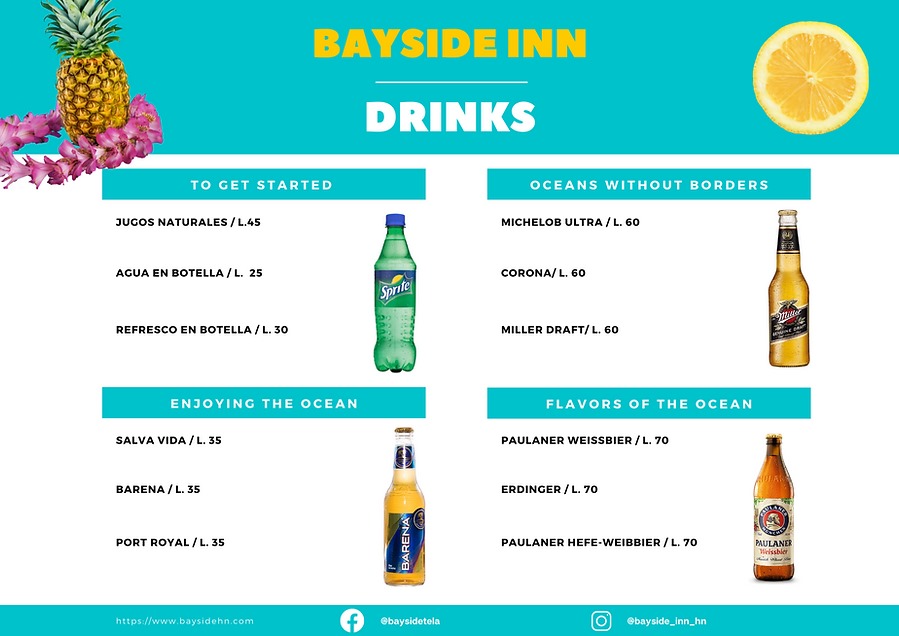 BAYSIDE INN
DRINKS
TO GET STARTED
JUGOS NATURALES / L.45
AGUA EN BOTELLA / L. 25
REFRESCO EN BOTELLA / L. 30
Sprite
OCEANS WITHOUT BORDERS
MICHELOB ULTRA / L. 60
CORONA/ L. 60
MILLER DRAFT/ L. 60
Miller
GENUINE DRAFT
ENJOYING THE OCEAN
SALVA VIDA / L. 35
BARENA / L. 35
PORT ROYAL / L. 35
BARENA
FLAVORS OF THE OCEAN
PAULANER WEISSBIER / L. 70
ERDINGER / L. 70
PAULANER HEFE-WEIBBIER / L. 70
PAULANER
Weissbier
https://www.baysidehn.com
@baysidetela
@bayside_inn_hn